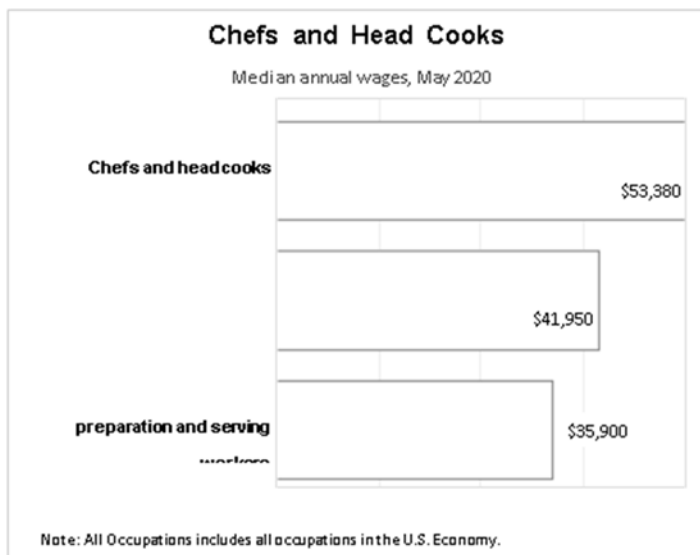 Chefs and Head Cooks
Median annual wages, May 2020
Chefs and head cooks
$53,380
$41,950
preparation and serving
$35,900
Note: All Occupations includes all occupations in the U.S. Economy.